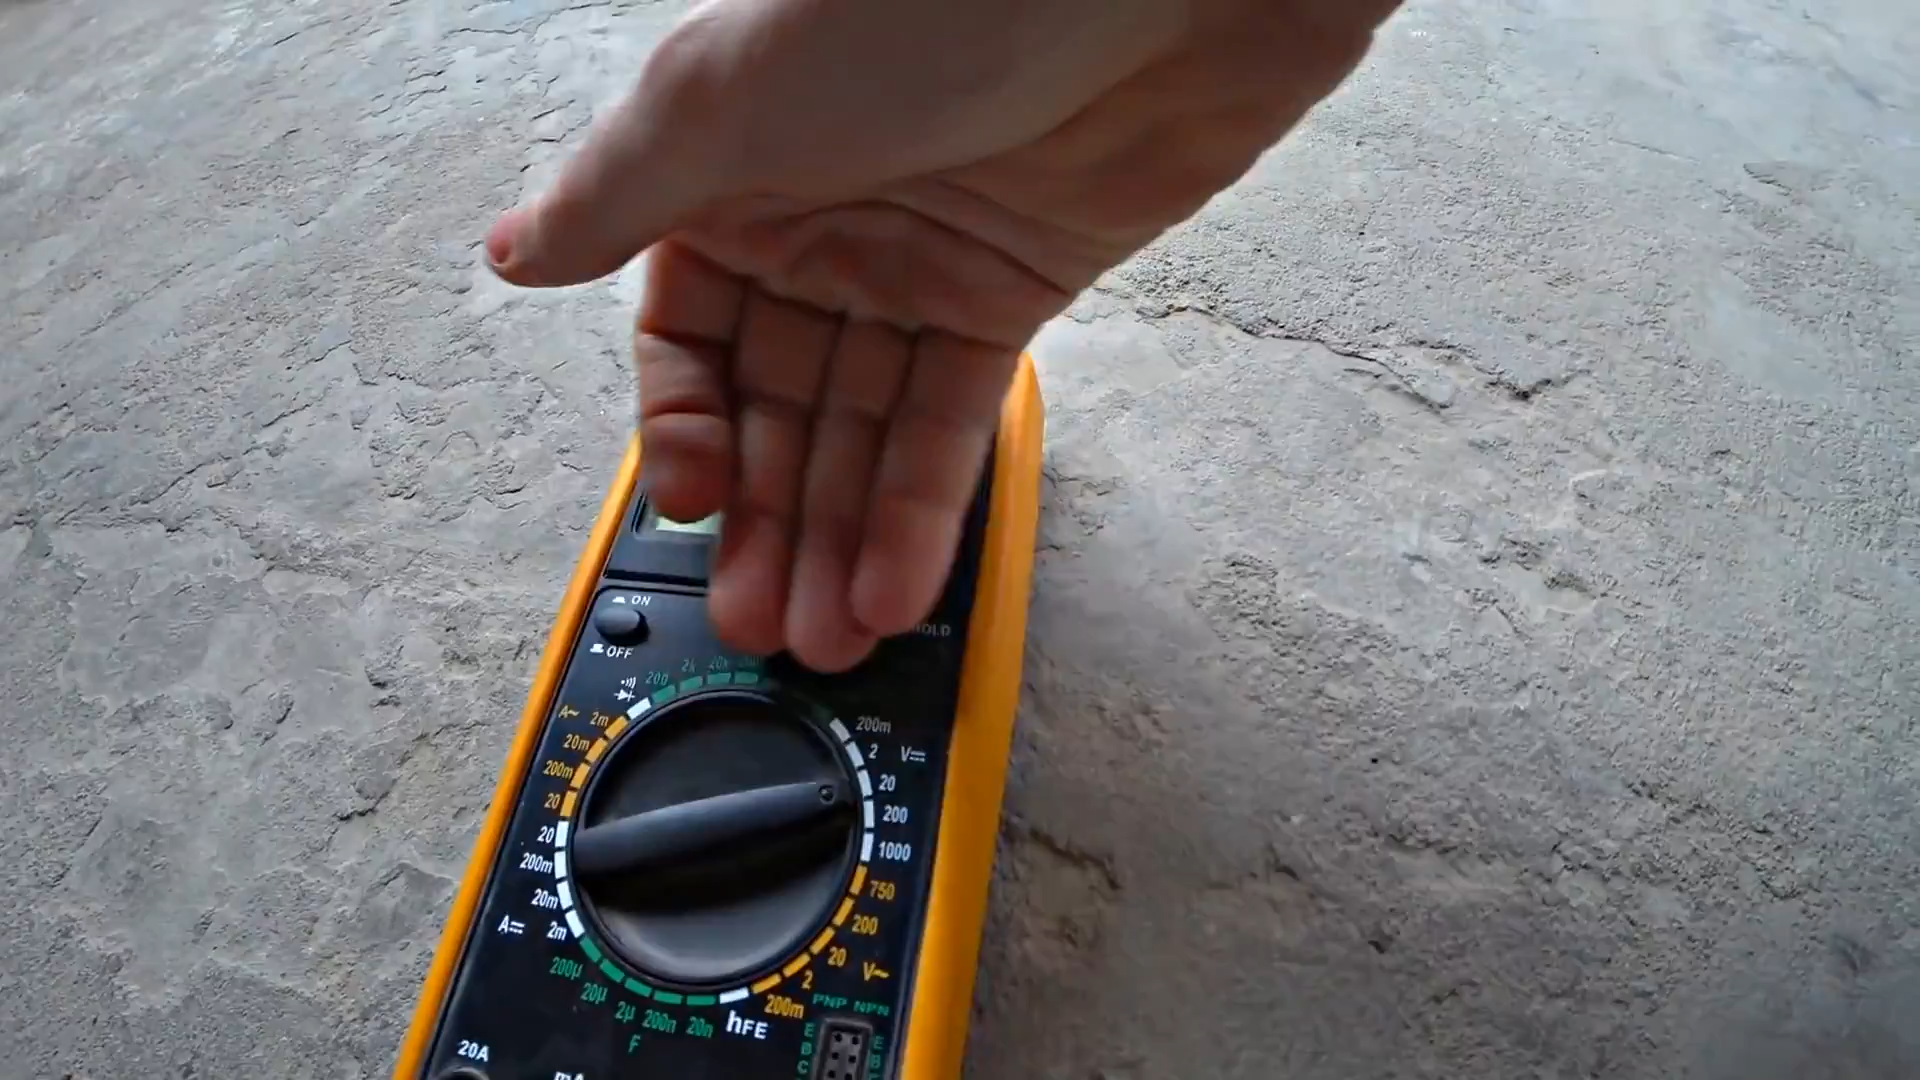 ON
OFF
HOLD
200 2k 20k
A~ 2m
20m
200m
20
20
200m
20m
A= 2m
200µ
20µ
2µ
200n
20n
F
hFE
200m
2 V=
20
200
1000
750
200
20 V~
2
200m
PNP NPN
E E
B B
C
20A